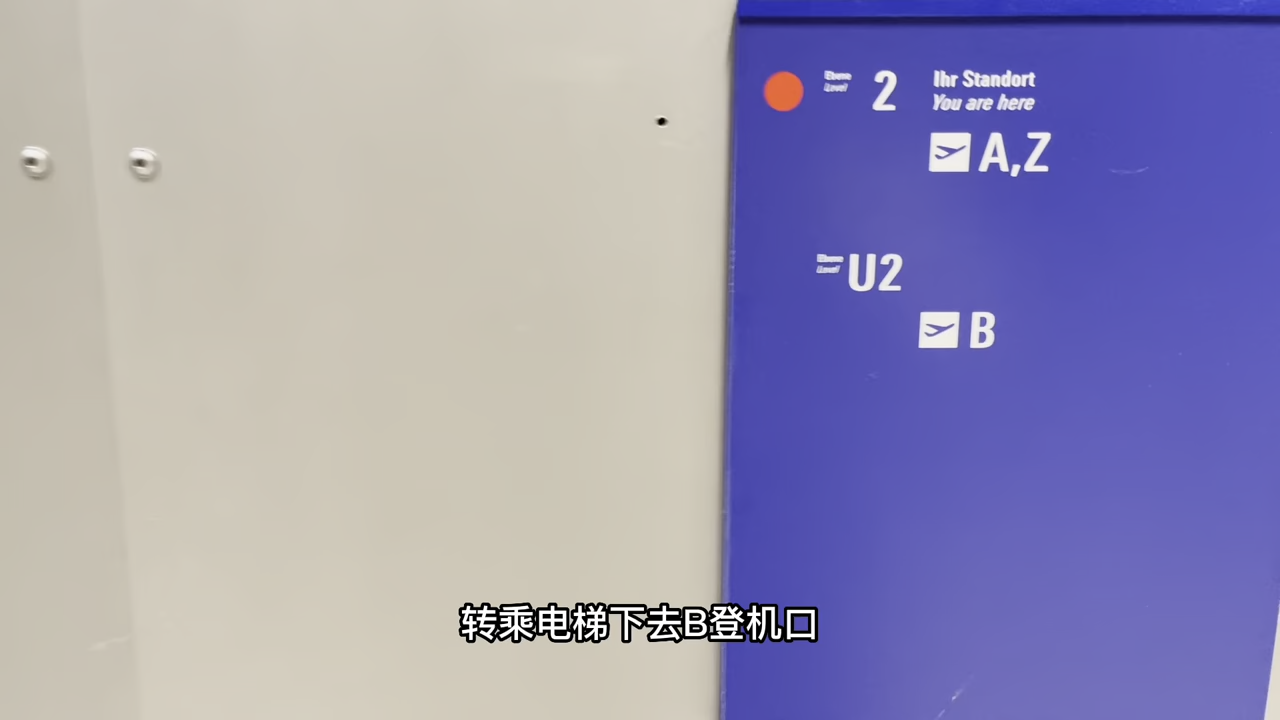 Ebene
Level
2
Ihr Standort
You are here
A,Z
Ebene
Level
U2
B
转乘电梯下去B登机口